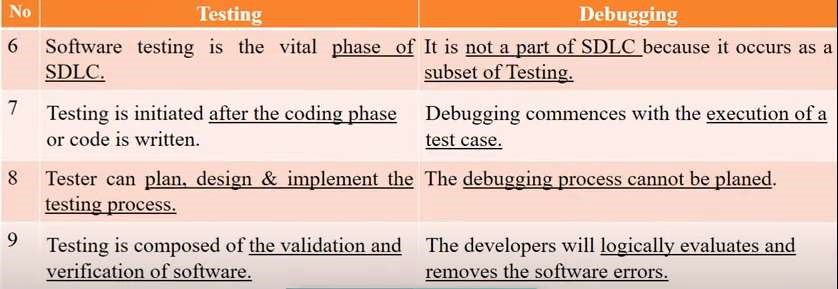 No Testing Debugging
6 Software testing is the vital phase of It is not a part of SDLC because it occurs as a
SDLC. subset of Testing.
7 Testing is initiated after the coding phase Debugging commences with the execution of a
or code is written. test case.
8 Tester can plan, design & implement the The debugging process cannot be planed.
testing process.
9 Testing is composed of the validation and The developers will logically evaluates and
verification of software. removes the software errors.